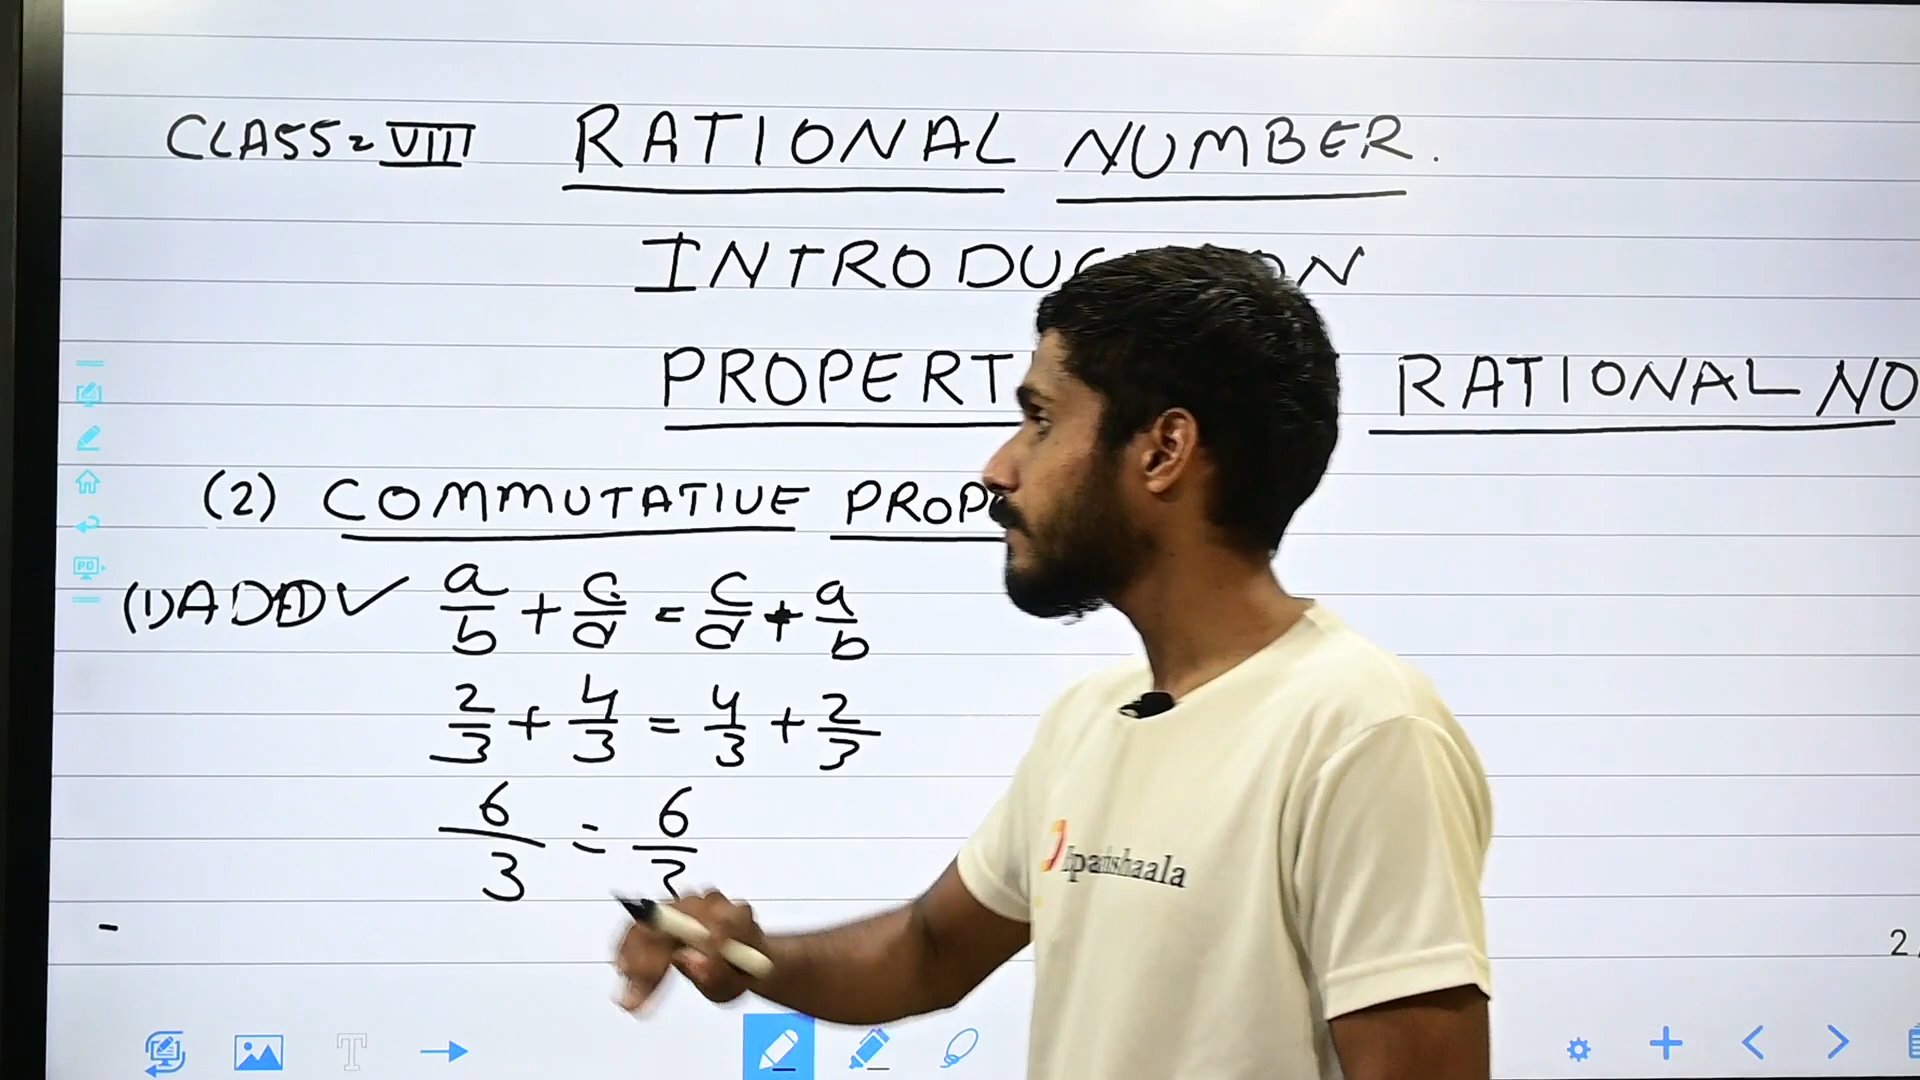 CLASS = VIII RATIONAL NUMBER.
INTRODUC ON
PROPERT RATIONAL NO
(2) COMMUTATIVE PROP
(1) ADD ✓ a/b + c/d = c/d + a/b
2/3 + 4/3 = 4/3 + 2/3
6/3 = 6/3
-
2